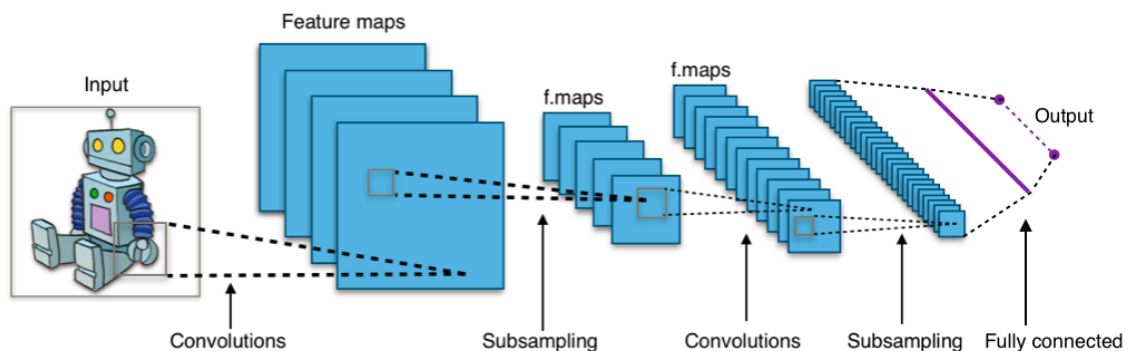 Feature maps
Input
f.maps
f.maps
Output
Convolutions
Subsampling
Convolutions
Subsampling
Fully connected